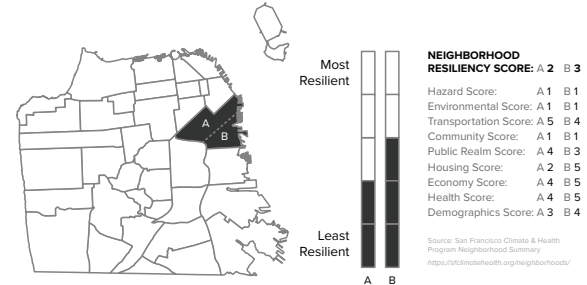 A
B
Most
Resilient
Least
Resilient
A B
NEIGHBORHOOD
RESILIENCY SCORE: A 2 B 3
Hazard Score: A 1 B 1
Environmental Score: A 1 B 1
Transportation Score: A 5 B 4
Community Score: A 1 B 1
Public Realm Score: A 4 B 3
Housing Score: A 2 B 5
Economy Score: A 4 B 5
Health Score: A 4 B 5
Demographics Score: A 3 B 4
Source: San Francisco Climate & Health
Program Neighborhood Summary
https://sfclimatehealth.org/neighborhoods/